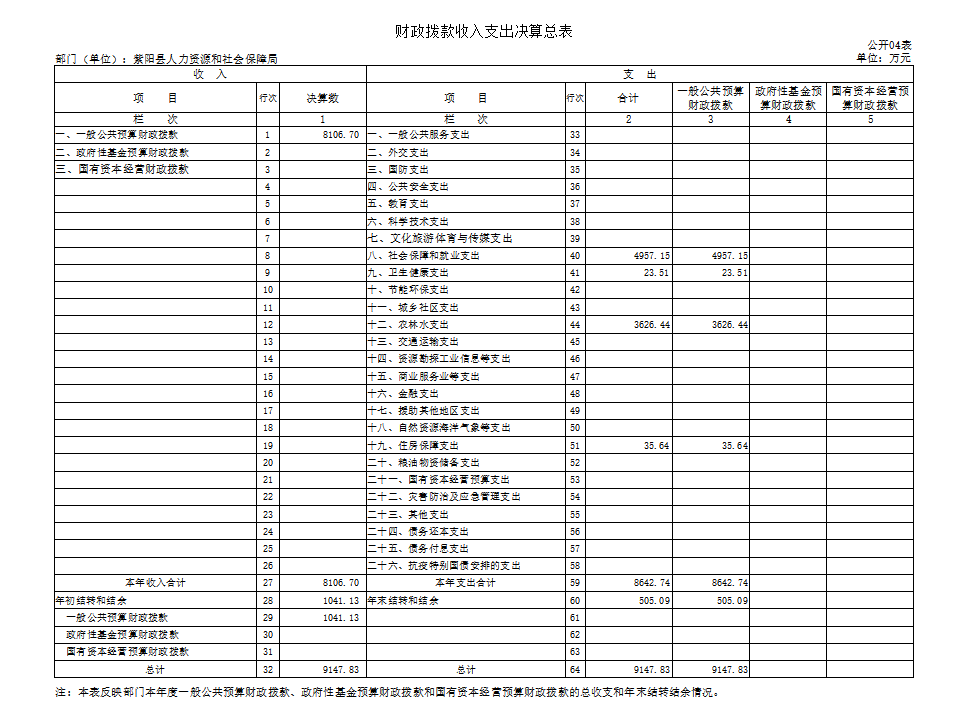 财政拨款收入支出决算总表
公开04表
部门（单位）：紫阳县人力资源和社会保障局 单位：万元
收 入 支 出
项 目 行次 决算数 项 目 行次 合计 一般公共预算财政拨款 政府性基金预算财政拨款 国有资本经营预算财政拨款
栏 次 1 栏 次 2 3 4 5
一、一般公共预算财政拨款 1 8106.70 一、一般公共服务支出 33
二、政府性基金预算财政拨款 2 二、外交支出 34
三、国有资本经营财政拨款 3 三、国防支出 35
4 四、公共安全支出 36
5 五、教育支出 37
6 六、科学技术支出 38
7 七、文化旅游体育与传媒支出 39
8 八、社会保障和就业支出 40 4957.15 4957.15
9 九、卫生健康支出 41 23.51 23.51
10 十、节能环保支出 42
11 十一、城乡社区支出 43
12 十二、农林水支出 44 3626.44 3626.44
13 十三、交通运输支出 45
14 十四、资源勘探工业信息等支出 46
15 十五、商业服务业等支出 47
16 十六、金融支出 48
17 十七、援助其他地区支出 49
18 十八、自然资源海洋气象等支出 50
19 十九、住房保障支出 51 35.64 35.64
20 二十、粮油物资储备支出 52
21 二十一、国有资本经营预算支出 53
22 二十二、灾害防治及应急管理支出 54
23 二十三、其他支出 55
24 二十四、债务还本支出 56
25 二十五、债务付息支出 57
26 二十六、抗疫特别国债安排的支出 58
本年收入合计 27 8106.70 本年支出合计 59 8642.74 8642.74
年初结转和结余 28 1041.13 年末结转和结余 60 505.09 505.09
一般公共预算财政拨款 29 1041.13 61
政府性基金预算财政拨款 30 62
国有资本经营预算财政拨款 31 63
总计 32 9147.83 总计 64 9147.83 9147.83
注：本表反映部门本年度一般公共预算财政拨款、政府性基金预算财政拨款和国有资本经营预算财政拨款的总收支和年末结转结余情况。